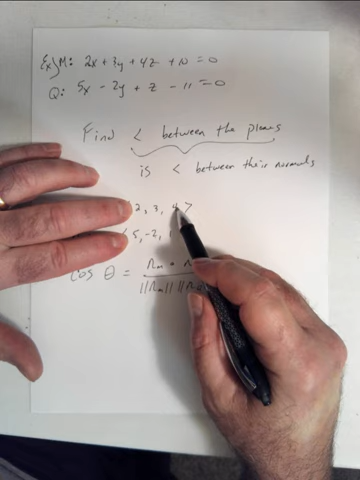 Ex) M: 2x + 3y + 4z + 10 = 0
Q: 5x - 2y + z - 11 = 0
Find < between the planes
is < between their normals
2, 3, 4>
5, -2, 1
cos θ =